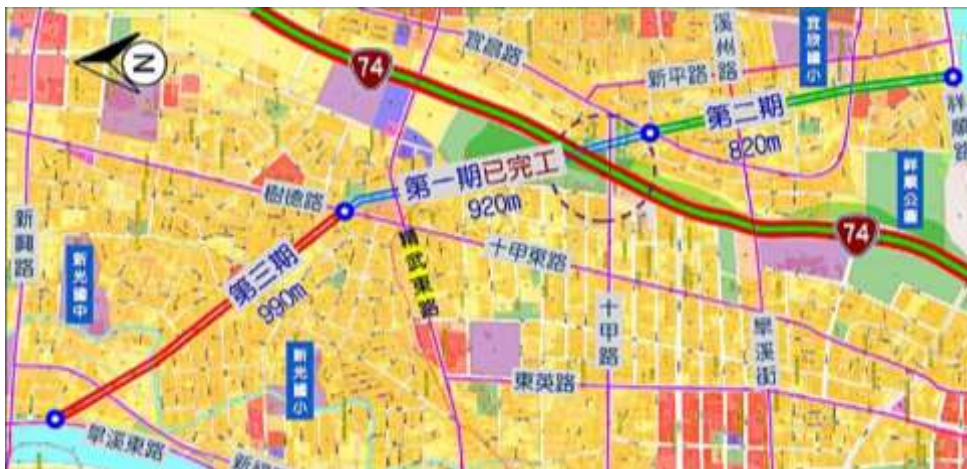 N
74
宜昌路
溪州路
宜欣國小
新平路
路
祥順路
第二期
820m
第一期已完工
920m
祥順公園
樹德路
新興路
74
第三期
990m
精武東路
十甲東路
新光國中
十甲路
旱溪街
新光國小
東英路
旱溪東路